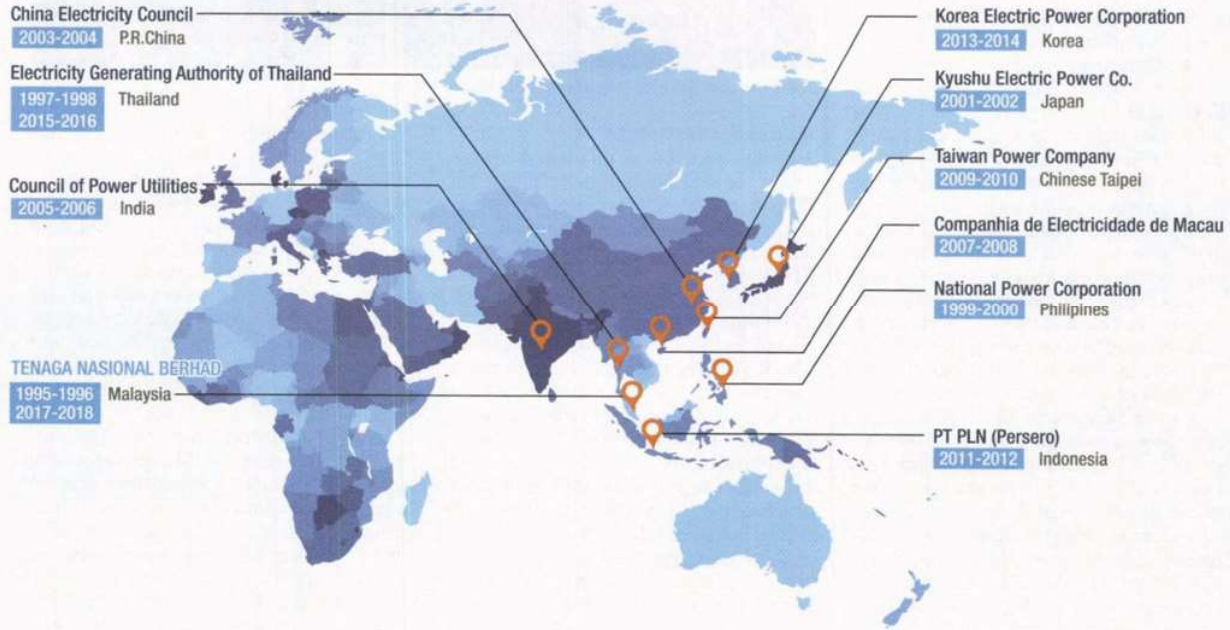 China Electricity Council
2003-2004 P.R.China
Electricity Generating Authority of Thailand
1997-1998 Thailand
2015-2016
Council of Power Utilities
2005-2006 India
TENAGA NASIONAL BERHAD
1995-1996 Malaysia
2017-2018
Korea Electric Power Corporation
2013-2014 Korea
Kyushu Electric Power Co.
2001-2002 Japan
Taiwan Power Company
2009-2010 Chinese Taipei
Companhia de Electricidade de Macau
2007-2008
National Power Corporation
1999-2000 Philipines
PT PLN (Persero)
2011-2012 Indonesia